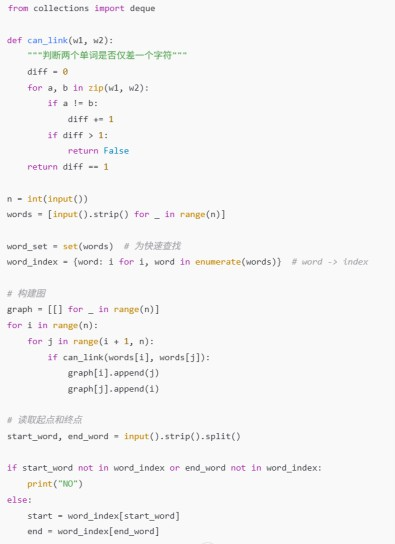 from collections import deque

def can_link(w1, w2):
    """判断两个单词是否仅差一个字符"""
    diff = 0
    for a, b in zip(w1, w2):
        if a != b:
            diff += 1
        if diff > 1:
            return False
    return diff == 1

n = int(input())
words = [input().strip() for _ in range(n)]

word_set = set(words)  # 为快速查找
word_index = {word: i for i, word in enumerate(words)}  # word -> index

# 构建图
graph = [[] for _ in range(n)]
for i in range(n):
    for j in range(i + 1, n):
        if can_link(words[i], words[j]):
            graph[i].append(j)
            graph[j].append(i)

# 读取起点和终点
start_word, end_word = input().strip().split()

if start_word not in word_index or end_word not in word_index:
    print("NO")
else:
    start = word_index[start_word]
    end = word_index[end_word]